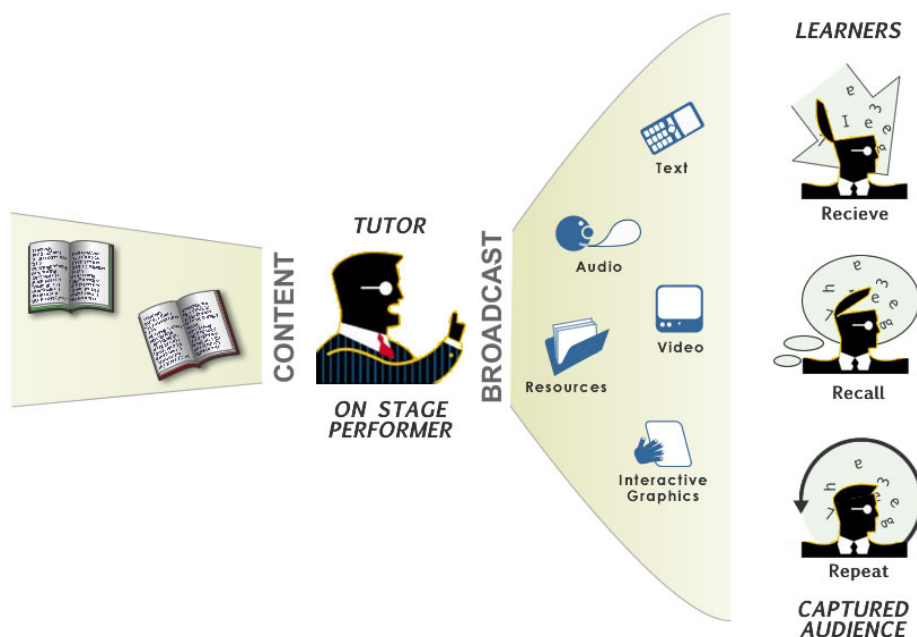 CONTENT
TUTOR
ON STAGE
PERFORMER
BROADCAST
Text
Audio
Video
Resources
Interactive
Graphics
LEARNERS
Recieve
Recall
Repeat
CAPTURED
AUDIENCE